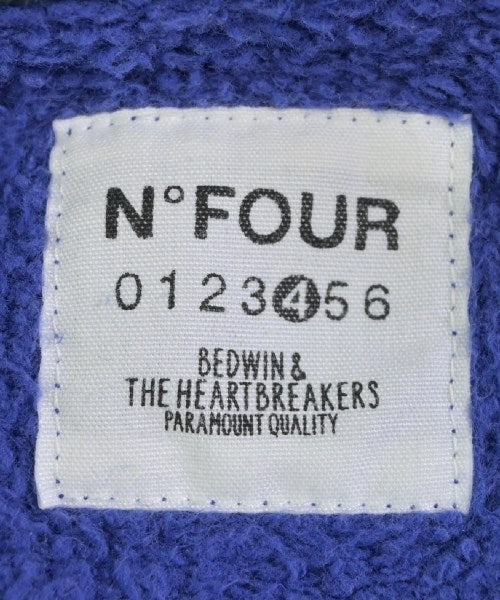 N°FOUR
0123456
BEDWIN &
THE HEARTBREAKERS
PARAMOUNT QUALITY